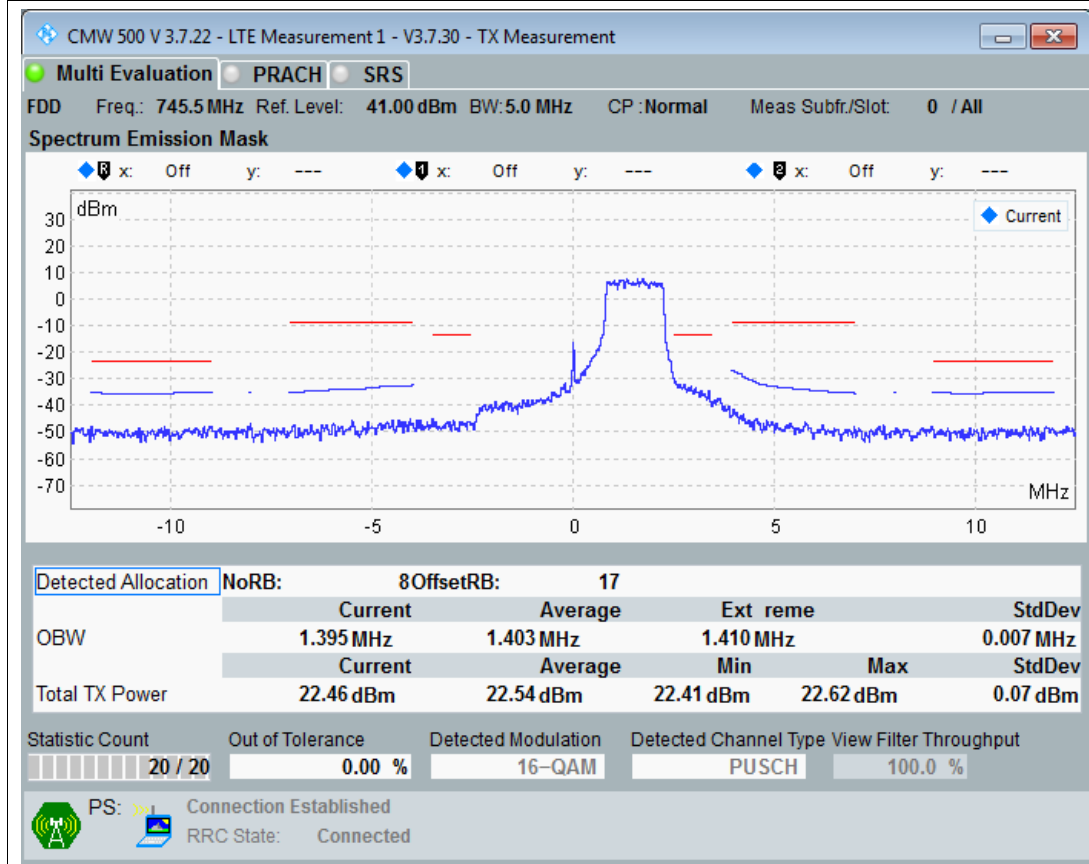 CMW 500 V 3.7.22 - LTE Measurement 1 - V3.7.30 - TX Measurement
Multi Evaluation PRACH SRS
FDD Freq.: 745.5 MHz Ref. Level: 41.00 dBm BW: 5.0 MHz CP : Normal Meas Subfr./Slot: 0 / All
Spectrum Emission Mask
R x: Off y: --- 1 x: Off y: --- 2 x: Off y: ---
dBm
Current
30
20
10
0
-10
-20
-30
-40
-50
-60
-70
MHz
-10 -5 0 5 10
Detected Allocation NoRB: 8 OffsetRB: 17
Current Average Ext reme StdDev
OBW 1.395 MHz 1.403 MHz 1.410 MHz 0.007 MHz
Current Average Min Max StdDev
Total TX Power 22.46 dBm 22.54 dBm 22.41 dBm 22.62 dBm 0.07 dBm
Statistic Count Out of Tolerance Detected Modulation Detected Channel Type View Filter Throughput
20 / 20 0.00 % 16-QAM PUSCH 100.0 %
PS: Connection Established
RRC State: Connected